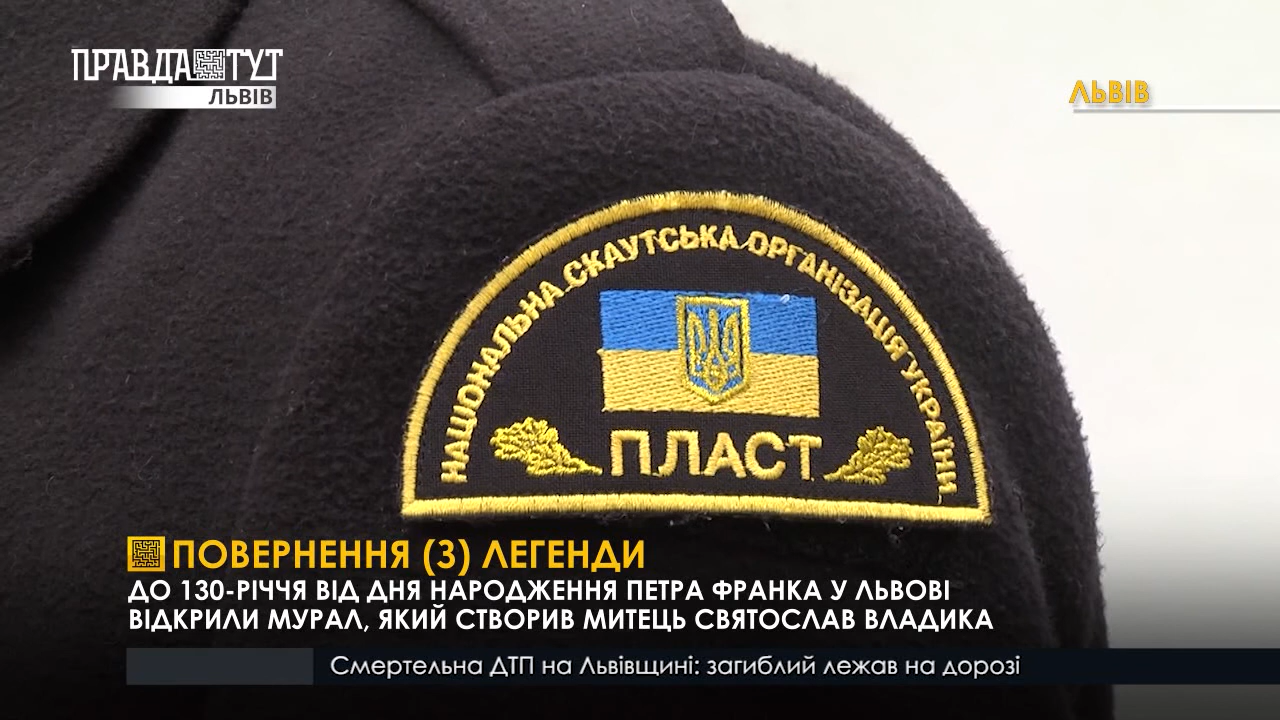 ПРАВДА ТУТ
ЛЬВІВ
ЛЬВІВ
НАЦІОНАЛЬНА СКАУТСЬКА ОРГАНІЗАЦІЯ УКРАЇНИ
ПЛАСТ
ПОВЕРНЕННЯ (З) ЛЕГЕНДИ
ДО 130-РІЧЧЯ ВІД ДНЯ НАРОДЖЕННЯ ПЕТРА ФРАНКА У ЛЬВОВІ
ВІДКРИЛИ МУРАЛ, ЯКИЙ СТВОРИВ МИТЕЦЬ СВЯТОСЛАВ ВЛАДИКА
Смертельна ДТП на Львівщині: загиблий лежав на дорозі